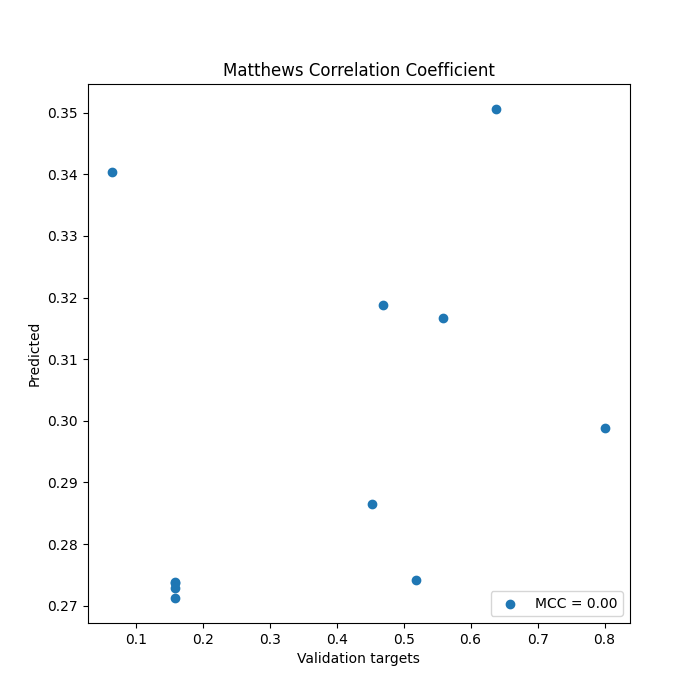 Matthews Correlation Coefficient
0.35
0.34
0.33
0.32
0.31
0.30
0.29
0.28
0.27
Predicted
MCC = 0.00
0.1 0.2 0.3 0.4 0.5 0.6 0.7 0.8
Validation targets